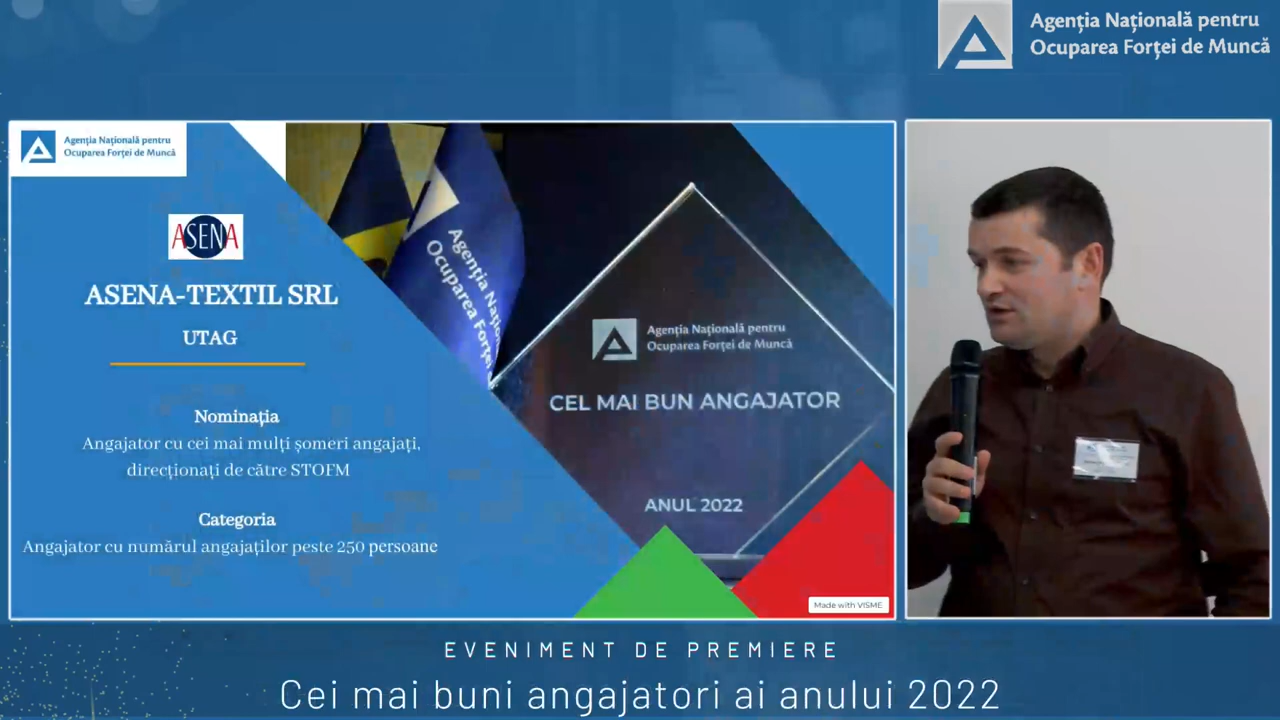 Agenția Națională pentru
Ocuparea Forței de Muncă
Agenția Națională pentru
Ocuparea Forței de Muncă
ASENA
ASENA-TEXTIL SRL
UTAG
Nominația
Angajator cu cei mai mulți șomeri angajați,
direcționați de către STOFM
Categoria
Angajator cu numărul angajaților peste 250 persoane
Agenția
Ocuparea Forței
Agenția Națională pentru
Ocuparea Forței de Muncă
CEL MAI BUN ANGAJATOR
ANUL 2022
Made with VISME
EVENIMENT DE PREMIERE
Cei mai buni angajatori ai anului 2022